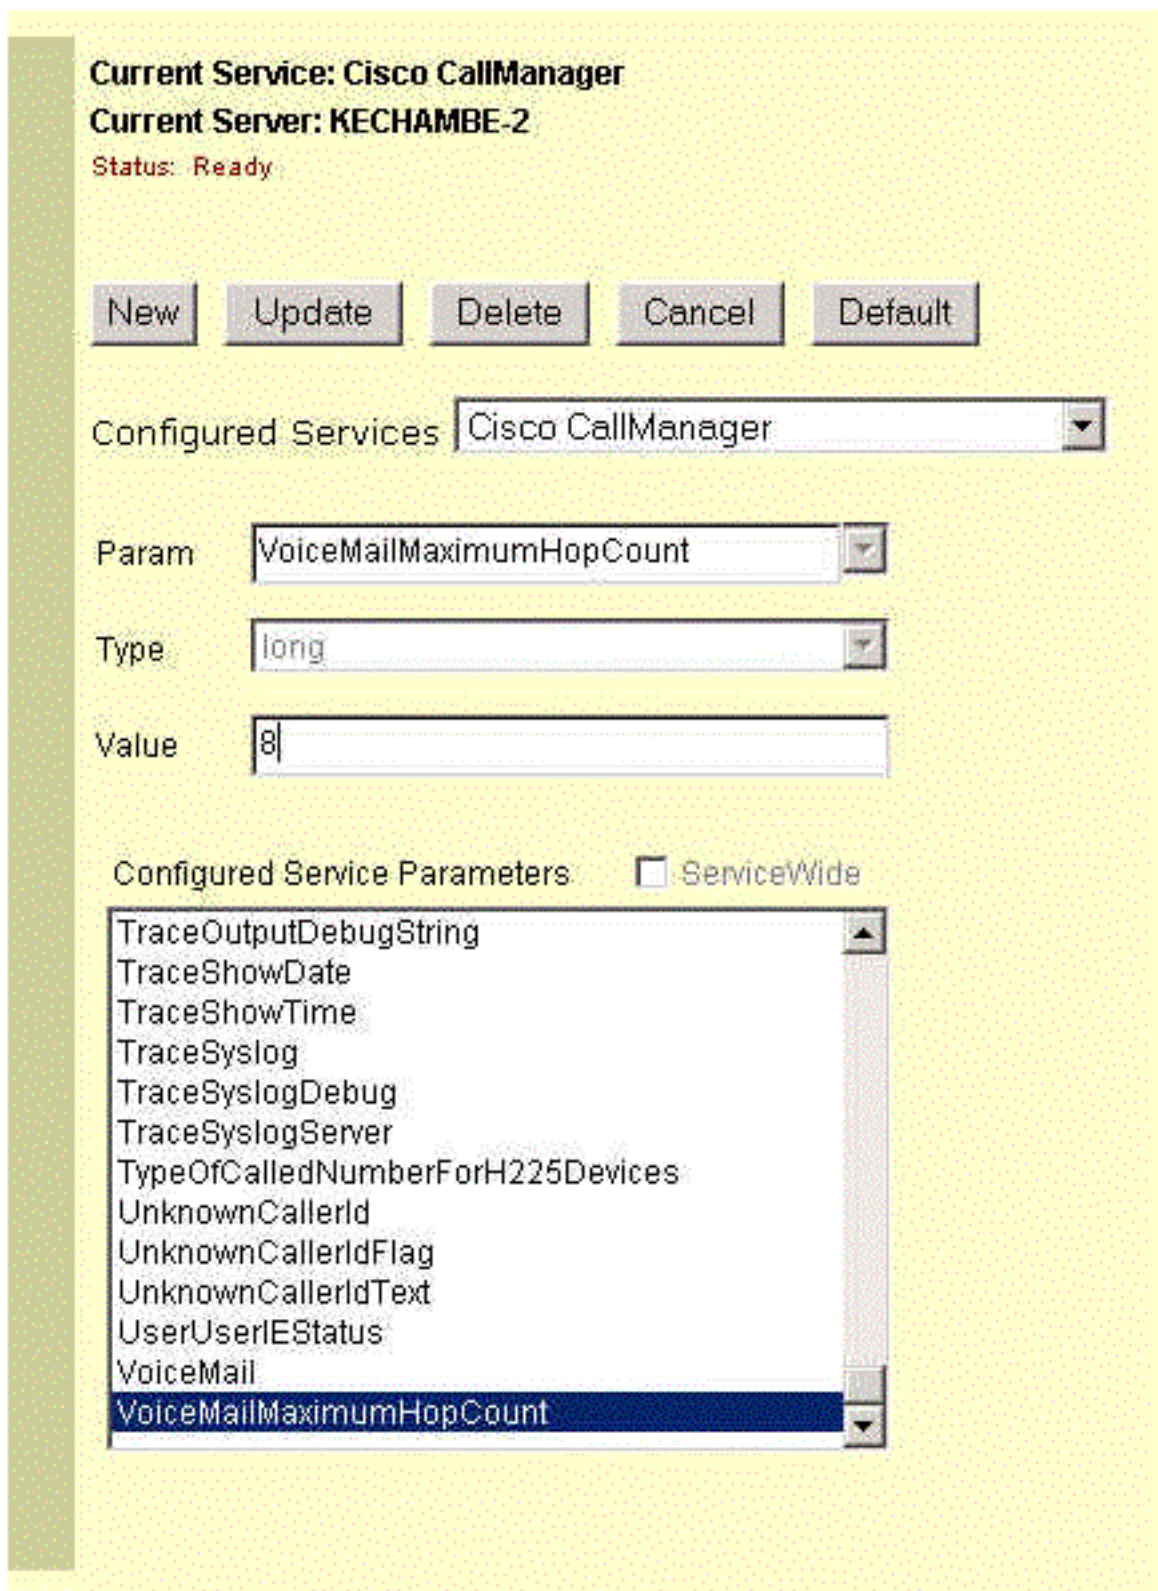 Current Service: Cisco CallManager
Current Server: KECHAMBE-2
Status: Ready
New Update Delete Cancel Default
Configured Services Cisco CallManager
Param VoiceMailMaximumHopCount
Type long
Value 8
Configured Service Parameters ServiceWide
TraceOutputDebugString
TraceShowDate
TraceShowTime
TraceSyslog
TraceSyslogDebug
TraceSyslogServer
TypeOfCalledNumberForH225Devices
UnknownCallerId
UnknownCallerIdFlag
UnknownCallerIdText
UserUserIEStatus
VoiceMail
VoiceMailMaximumHopCount